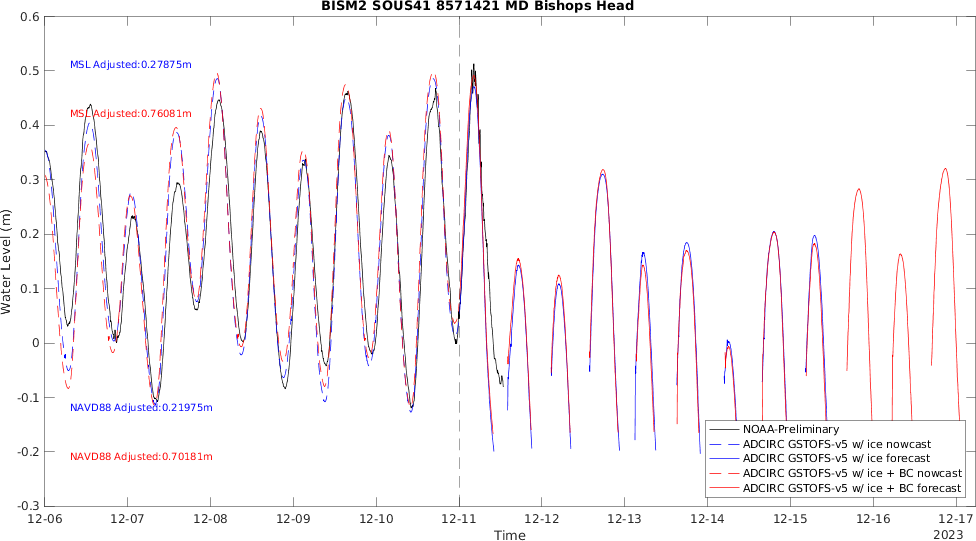 BISM2 SOUS41 8571421 MD Bishops Head
0.6
0.5
0.4
0.3
0.2
0.1
0
-0.1
-0.2
-0.3
Water Level (m)
MSL Adjusted:0.27875m
MSL Adjusted:0.76081m
NAVD88 Adjusted:0.21975m
NAVD88 Adjusted:0.70181m
NOAA-Preliminary
ADCIRC GSTOFS-v5 w/ ice nowcast
ADCIRC GSTOFS-v5 w/ ice forecast
ADCIRC GSTOFS-v5 w/ ice + BC nowcast
ADCIRC GSTOFS-v5 w/ ice + BC forecast
12-06 12-07 12-08 12-09 12-10 12-11 12-12 12-13 12-14 12-15 12-16 12-17
Time
2023